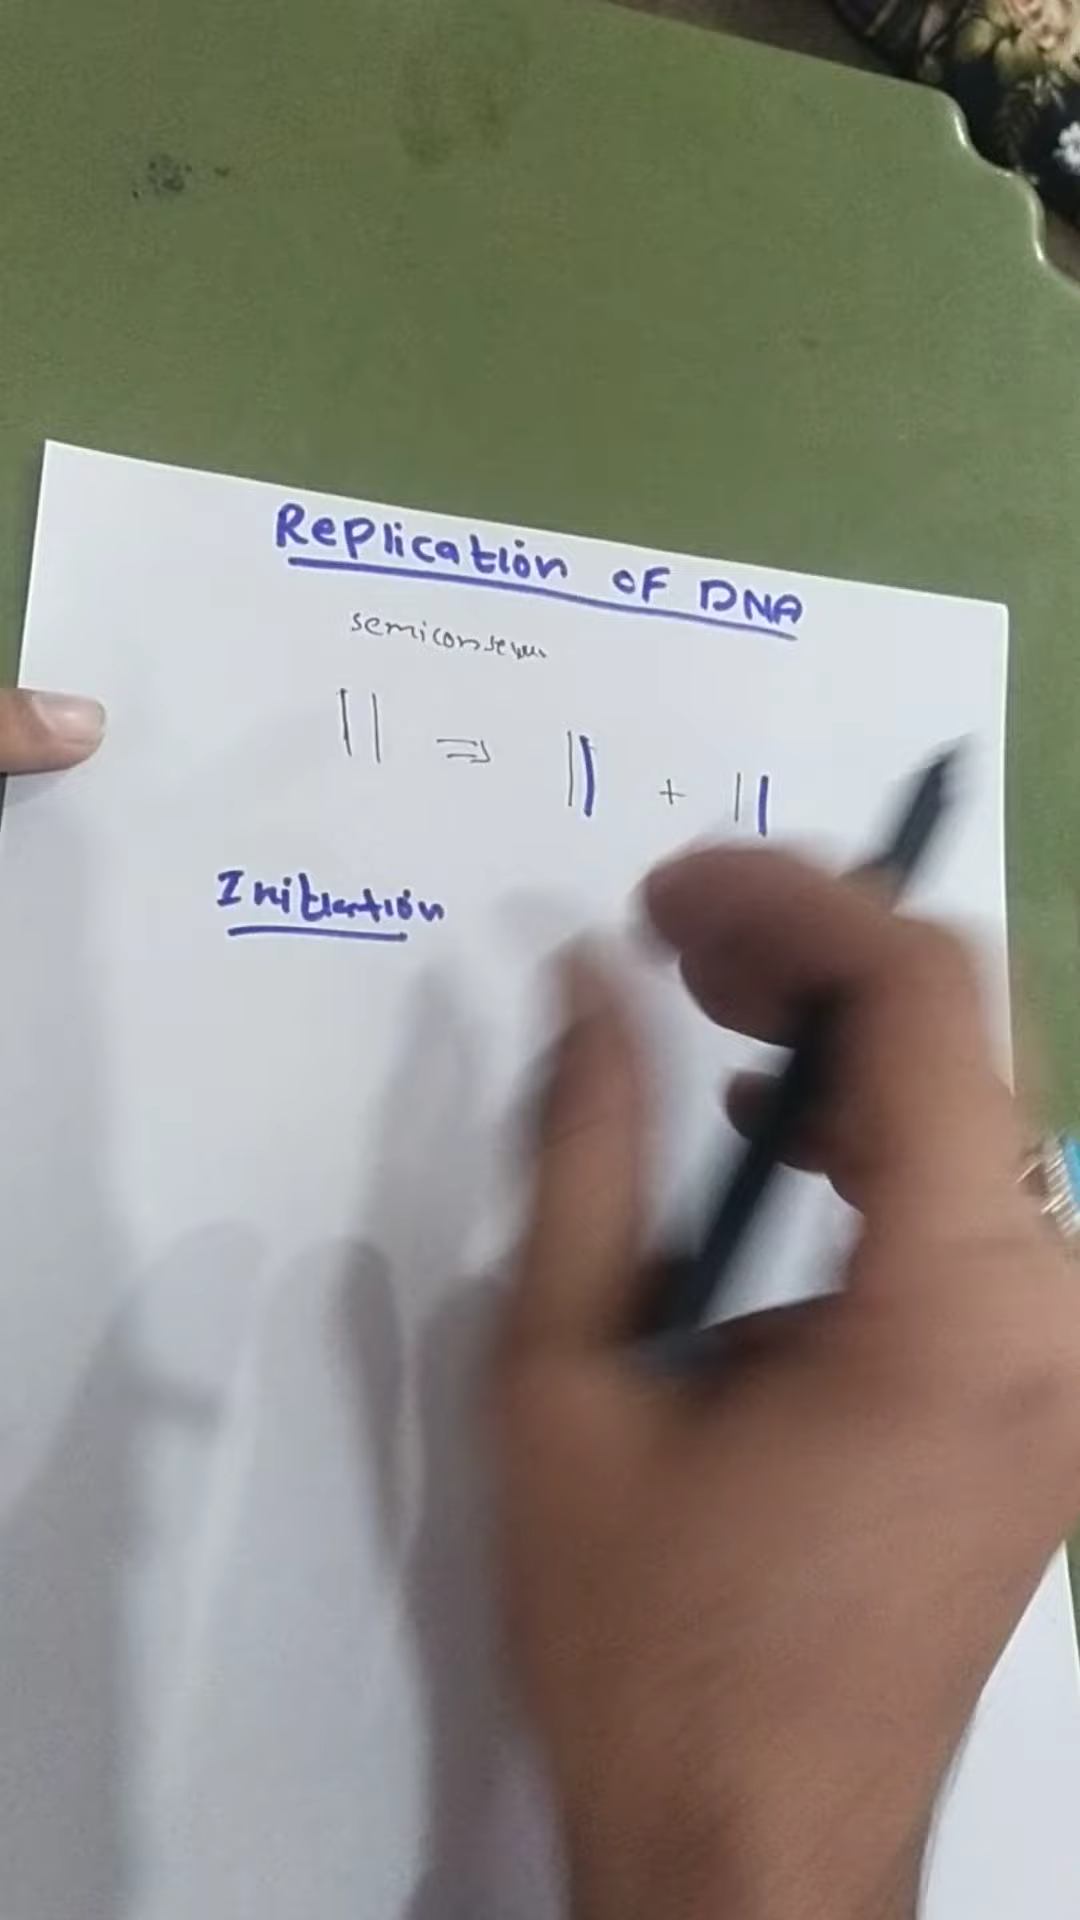 Replication OF DNA
|| => || + ||
Initiation